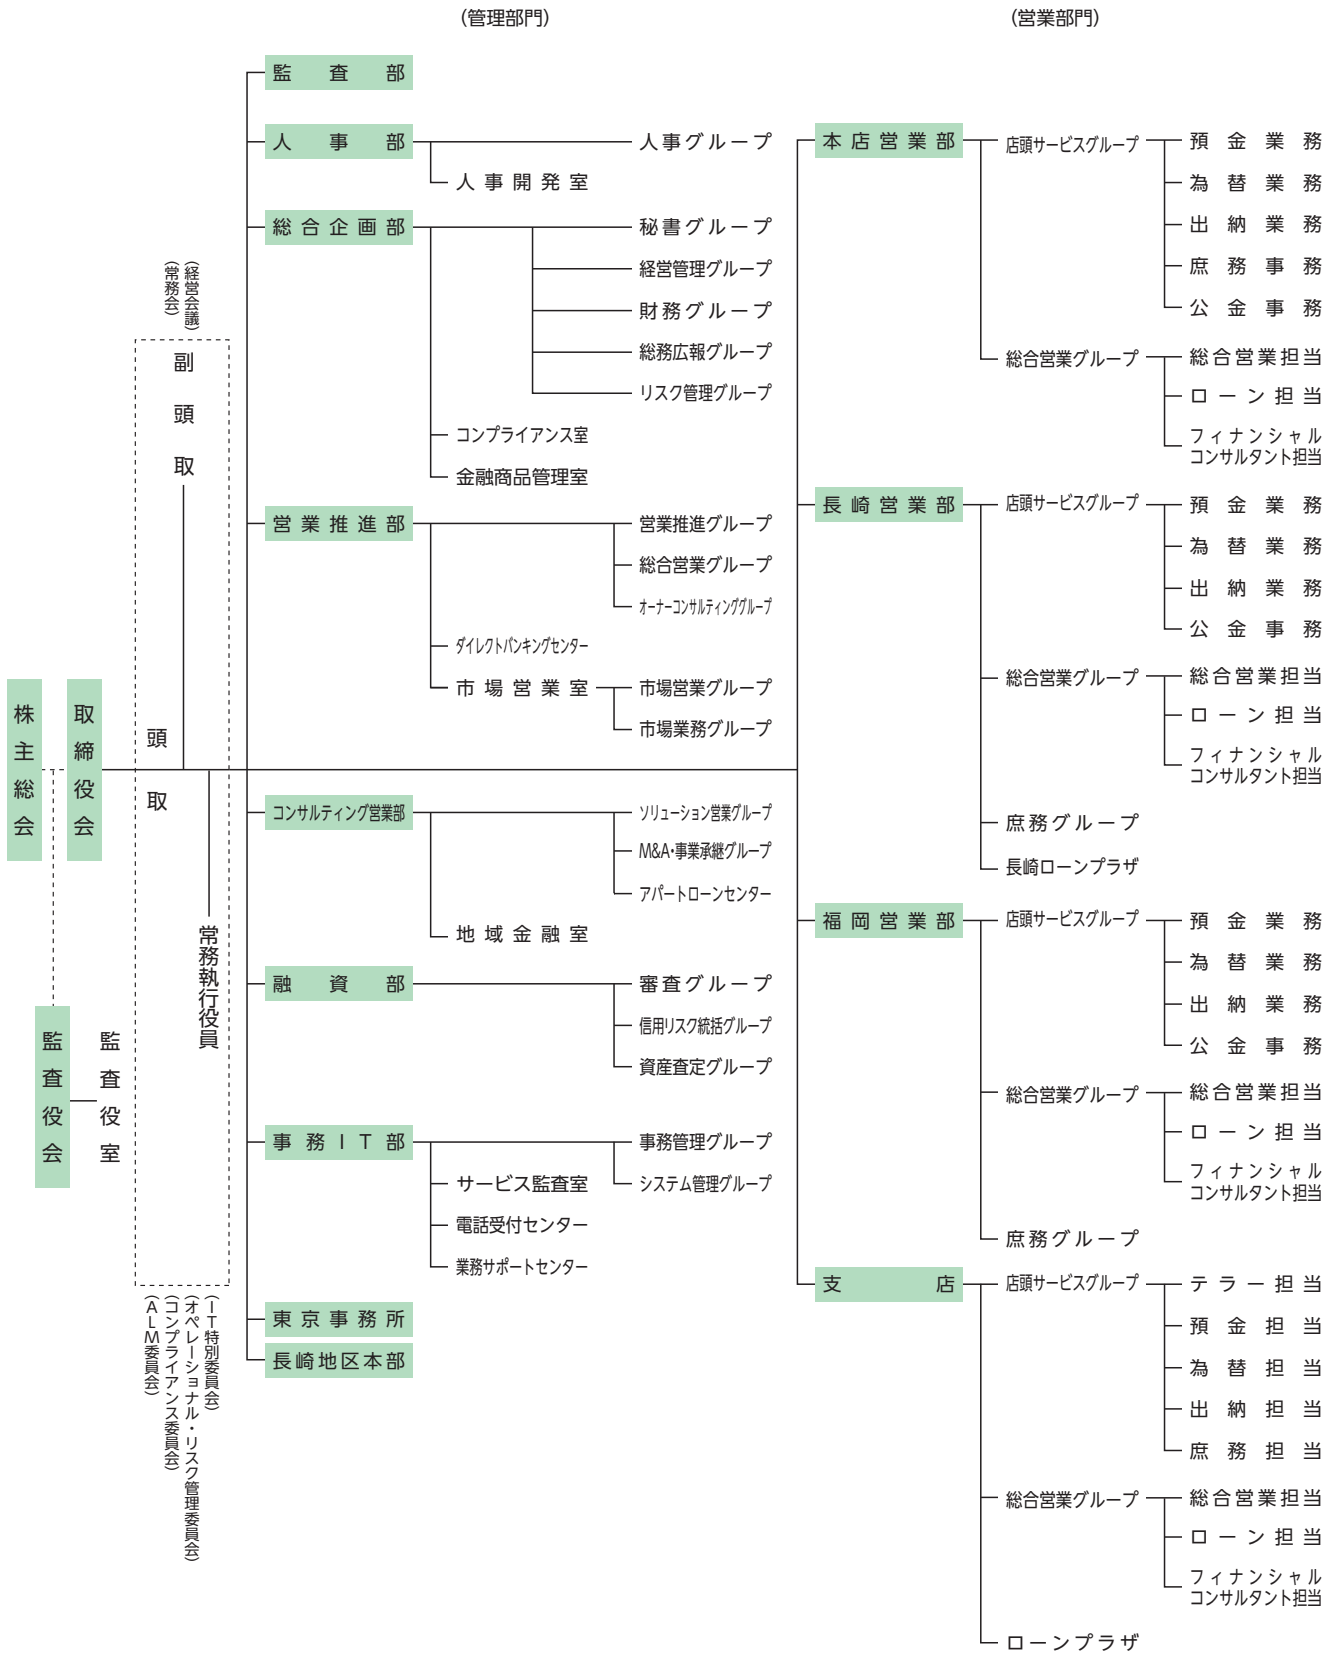 (管理部門)
(営業部門)
株主総会
取締役会
監査役会
監査役室
(経営会議)
(常務会)
副頭取
頭取
常務執行役員
(IT特別委員会)
(オペレーショナル・リスク管理委員会)
(コンプライアンス委員会)
(ALM委員会)
監査部
人事部
人事グループ
人事開発室
総合企画部
秘書グループ
経営管理グループ
財務グループ
総務広報グループ
リスク管理グループ
コンプライアンス室
金融商品管理室
営業推進部
営業推進グループ
総合営業グループ
オーナーコンサルティンググループ
ダイレクトバンキングセンター
市場営業室
市場営業グループ
市場業務グループ
コンサルティング営業部
ソリューション営業グループ
M&A・事業承継グループ
アパートローンセンター
地域金融室
融資部
審査グループ
信用リスク統括グループ
資産査定グループ
事務IT部
事務管理グループ
サービス監査室
システム管理グループ
電話受付センター
業務サポートセンター
東京事務所
長崎地区本部
本店営業部
店頭サービスグループ
預金業務
為替業務
出納業務
庶務事務
公金事務
総合営業グループ
総合営業担当
ローン担当
フィナンシャル
コンサルタント担当
長崎営業部
店頭サービスグループ
預金業務
為替業務
出納業務
公金事務
総合営業グループ
総合営業担当
ローン担当
フィナンシャル
コンサルタント担当
庶務グループ
長崎ローンプラザ
福岡営業部
店頭サービスグループ
預金業務
為替業務
出納業務
公金事務
総合営業グループ
総合営業担当
ローン担当
フィナンシャル
コンサルタント担当
庶務グループ
支店
店頭サービスグループ
テラー担当
預金担当
為替担当
出納担当
庶務担当
総合営業グループ
総合営業担当
ローン担当
フィナンシャル
コンサルタント担当
ローンプラザ